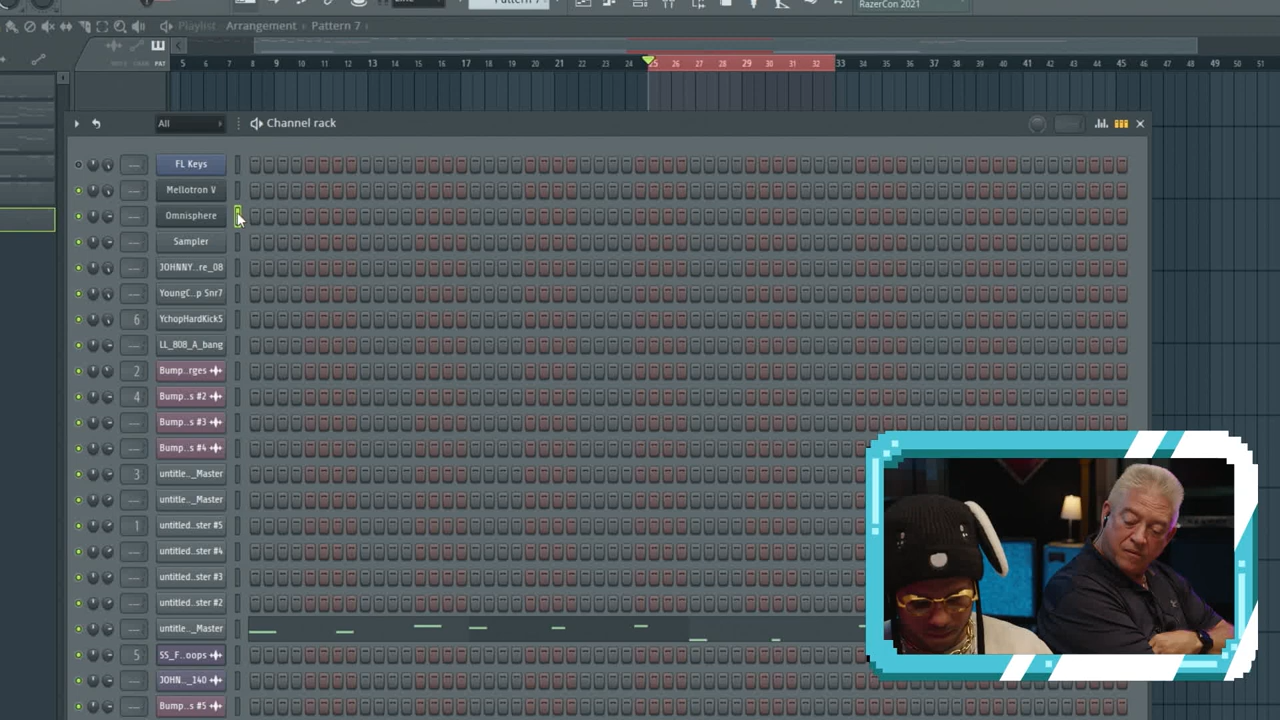 Pattern 7
RazerCon 2021
Playlist - Arrangement › Pattern 7
PAT
5 6 7 8 9 10 11 12 13 14 15 16 17 18 19 20 21 22 23 24 25 26 27 28 29 30 31 32 33 34 35 36 37 38 39 40 41 42 43 44 45 46 47 48 49 50 51
All
Channel rack
FL Keys
Mellotron V
Omnisphere
Sampler
JOHNNY...re_08
YoungC...p Snr7
6 YchopHardKick5
LL_808_A_bang
2 Bump...rges
4 Bump...s #2
Bump...s #3
Bump...s #4
3 untitle..._Master
untitle..._Master
1 untitled...ster #5
untitled...ster #4
untitled...ster #3
untitled...ster #2
untitle..._Master
5 SS_F...oops
JOHN..._140
Bump...s #5